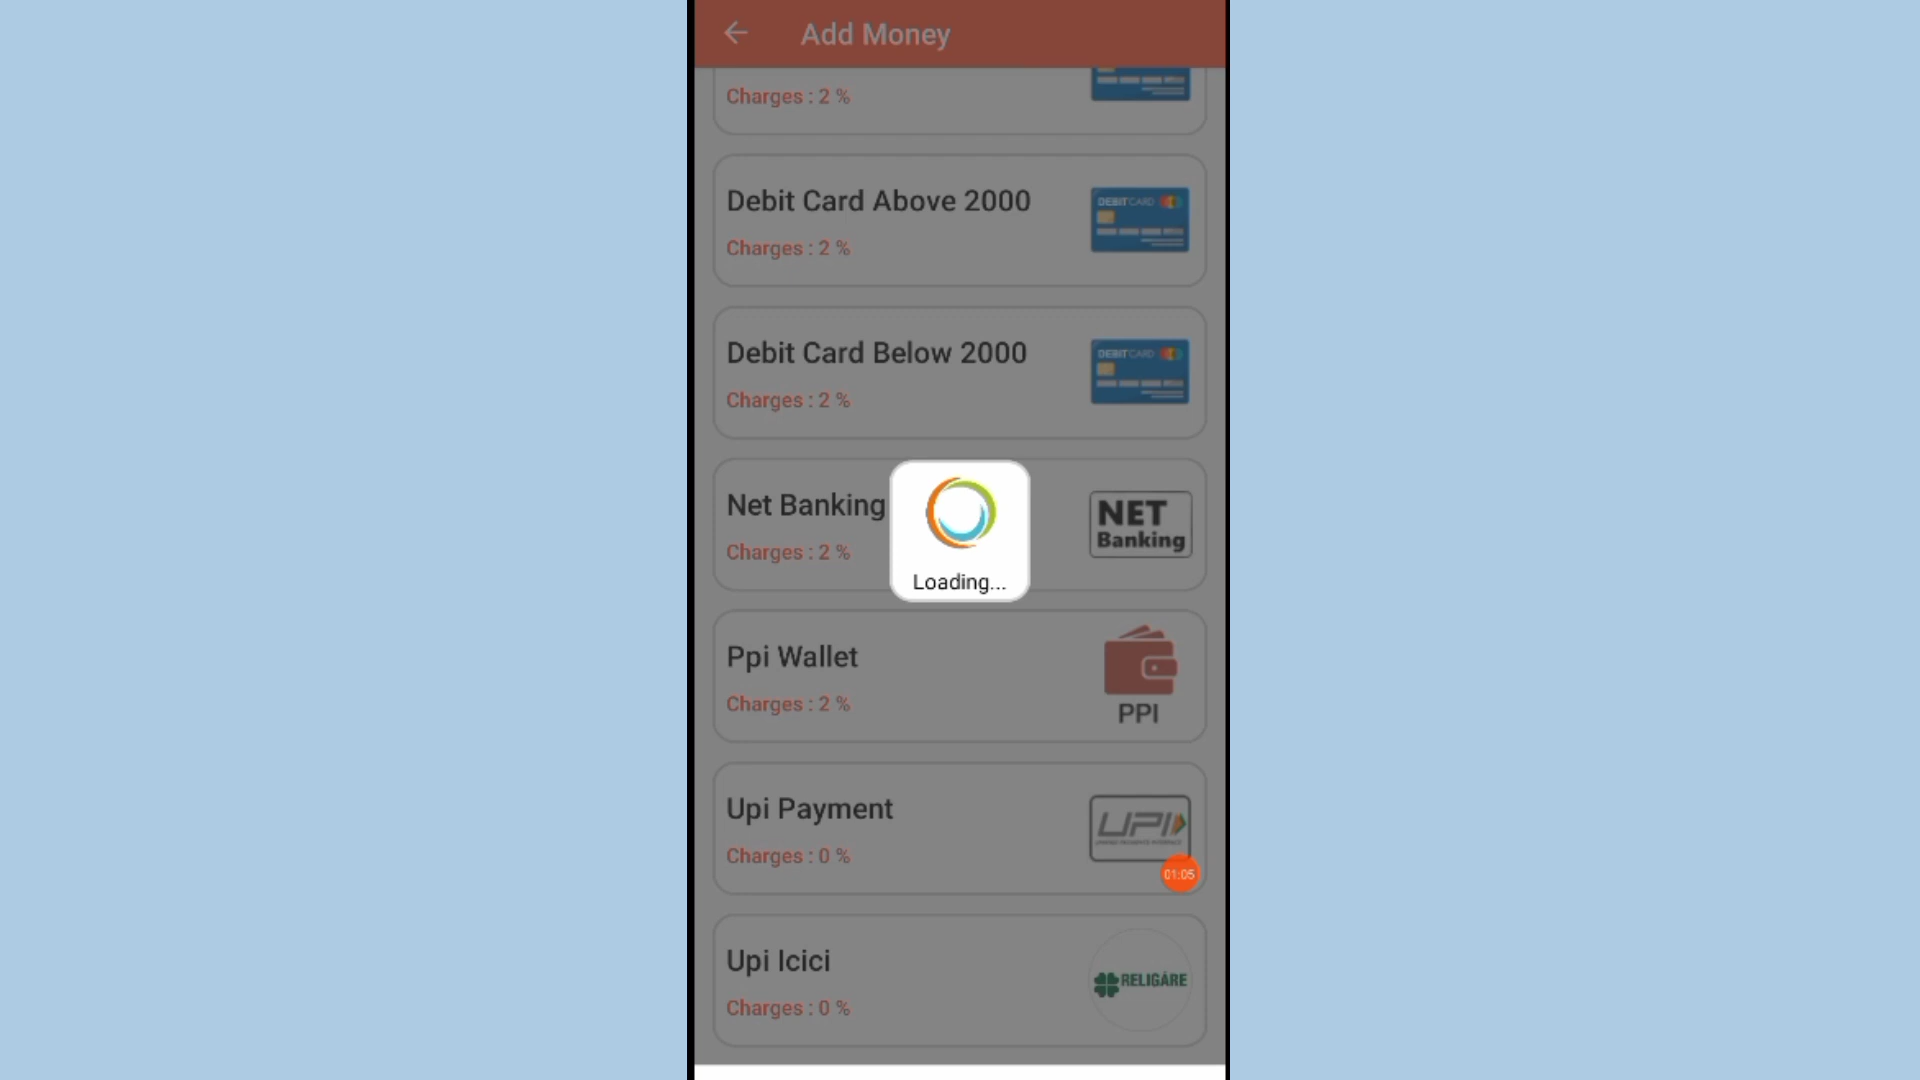 Add Money
Charges : 2 %
Debit Card Above 2000
DEBIT CARD
Charges : 2 %
Debit Card Below 2000
DEBIT CARD
Charges : 2 %
Net Banking
NET
Banking
Charges : 2 %
Loading...
Ppi Wallet
Charges : 2 %
PPI
Upi Payment
UPI
Charges : 0 %
01:05
Upi Icici
RELIGARE
Charges : 0 %